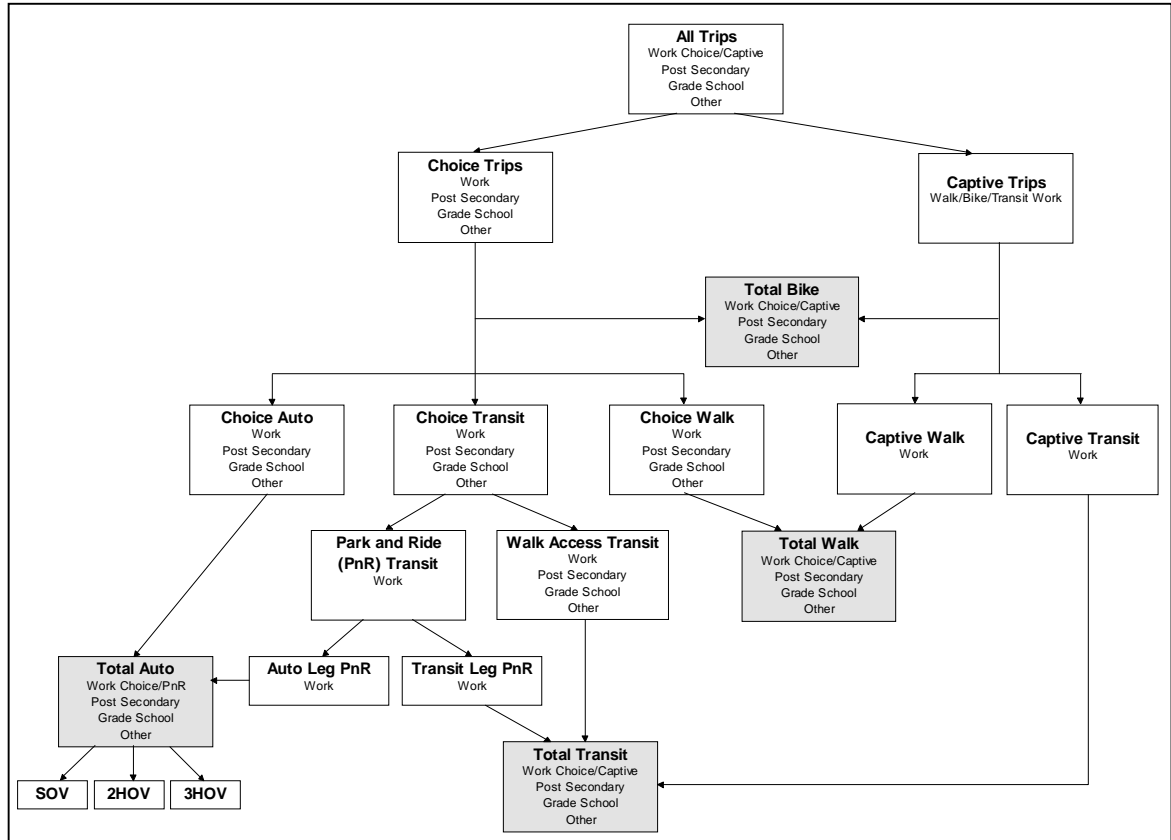 All Trips
Work Choice/Captive
Post Secondary
Grade School
Other
Choice Trips
Work
Post Secondary
Grade School
Other
Captive Trips
Walk/Bike/Transit Work
Total Bike
Work Choice/Captive
Post Secondary
Grade School
Other
Choice Auto
Work
Post Secondary
Grade School
Other
Choice Transit
Work
Post Secondary
Grade School
Other
Choice Walk
Work
Post Secondary
Grade School
Other
Captive Walk
Work
Captive Transit
Work
Park and Ride
(PnR) Transit
Work
Walk Access Transit
Work
Post Secondary
Grade School
Other
Total Walk
Work Choice/Captive
Post Secondary
Grade School
Other
Total Auto
Work Choice/PnR
Post Secondary
Grade School
Other
Auto Leg PnR
Work
Transit Leg PnR
Work
Total Transit
Work Choice/Captive
Post Secondary
Grade School
Other
SOV
2HOV
3HOV